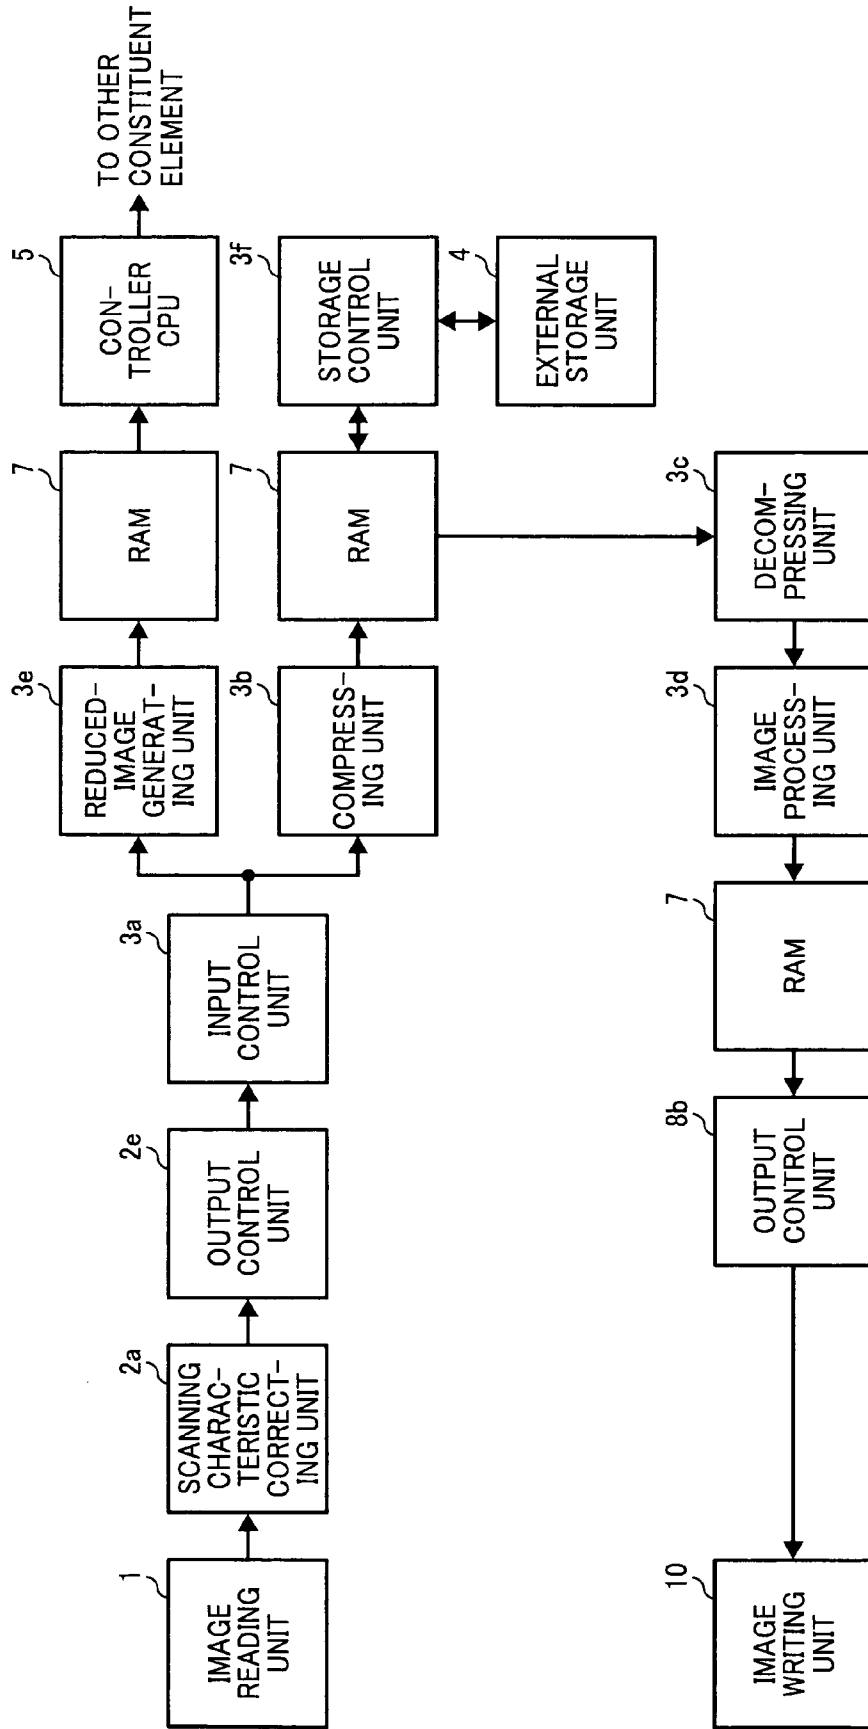 1
IMAGE
READING
UNIT
2a
SCANNING
CHARAC-
TERISTIC
CORRECT-
ING UNIT
2e
OUTPUT
CONTROL
UNIT
3a
INPUT
CONTROL
UNIT
3e
REDUCED-
IMAGE
GENERAT-
ING UNIT
7
RAM
5
CON-
TROLLER
CPU
TO OTHER
CONSTITUENT
ELEMENT
3b
COMPRESS-
ING UNIT
7
RAM
3f
STORAGE
CONTROL
UNIT
4
EXTERNAL
STORAGE
UNIT
3c
DECOM-
PRESSING
UNIT
3d
IMAGE
PROCESS-
ING UNIT
7
RAM
8b
OUTPUT
CONTROL
UNIT
10
IMAGE
WRITING
UNIT